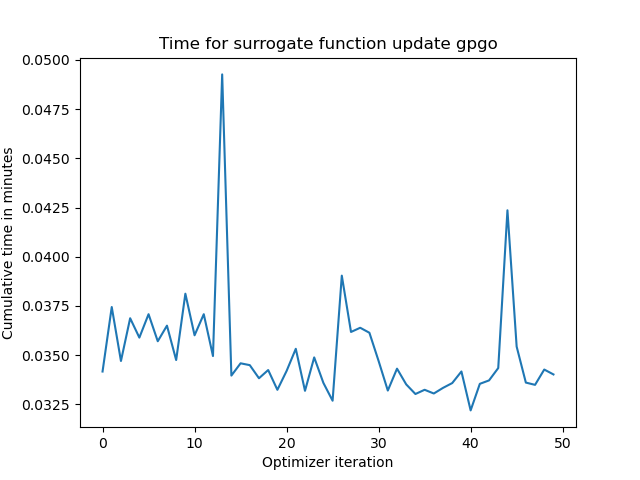 Time for surrogate function update gpgo
Cumulative time in minutes
0.0500
0.0475
0.0450
0.0425
0.0400
0.0375
0.0350
0.0325
0 10 20 30 40 50
Optimizer iteration